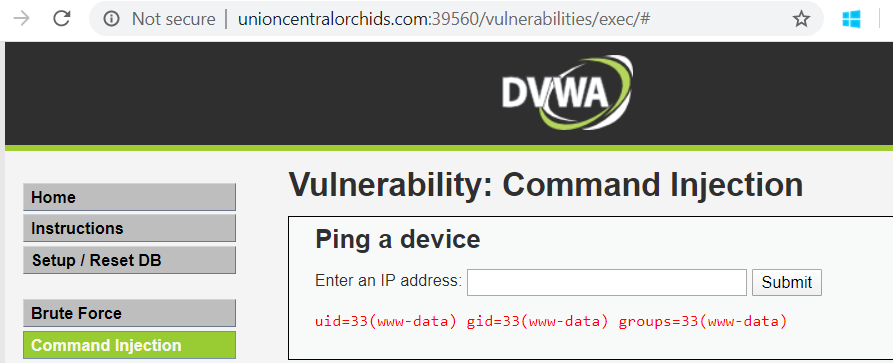 Not secure | unioncentralorchids.com:39560/vulnerabilities/exec/#
DVWA
Home
Instructions
Setup / Reset DB
Brute Force
Command Injection
Vulnerability: Command Injection
Ping a device
Enter an IP address: Submit
uid=33(www-data) gid=33(www-data) groups=33(www-data)